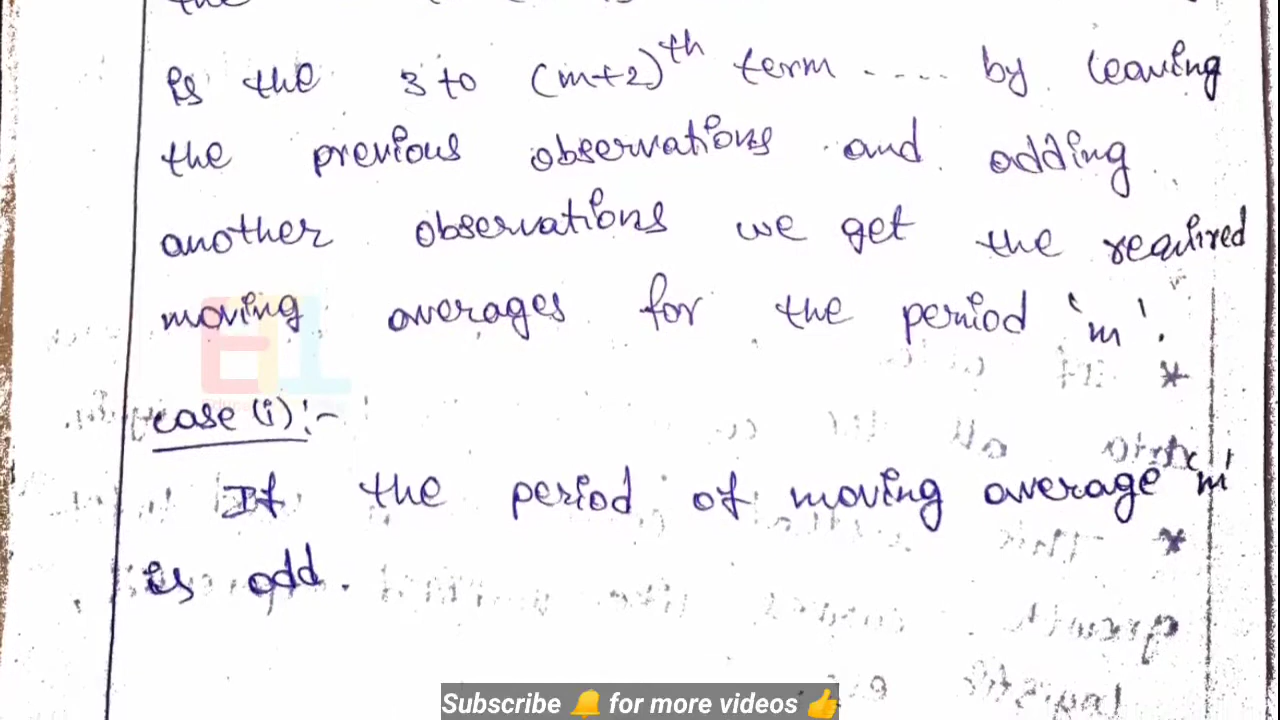 the
is the 3 to (m+2)th term .... by leaving
the previous observations and adding
another observations we get the required
moving averages for the period 'm'.
case (i):-
If the period of moving average 'm'
is odd.
Subscribe 🔔 for more videos 👍